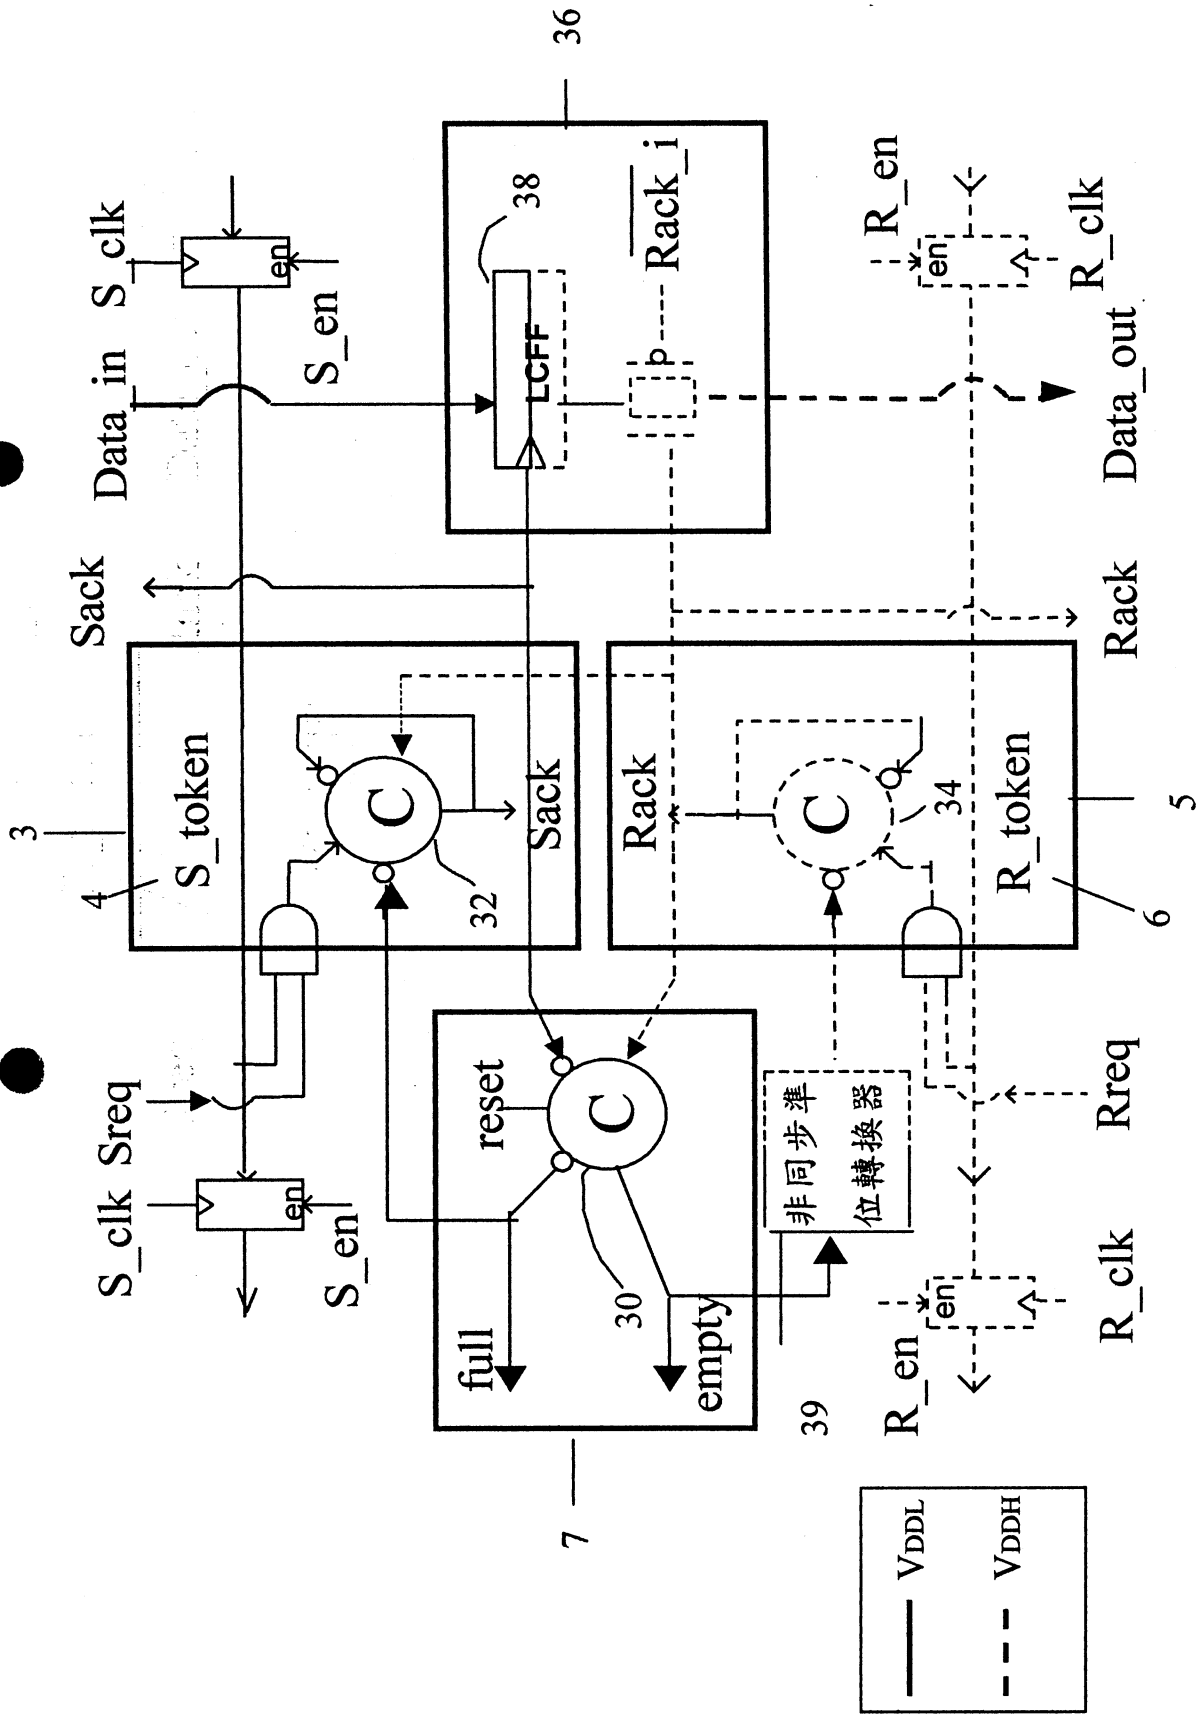 36
S_clk
en
S_en
Data_in
38
LCFF
Rack_i
R_en
en
R_clk
Data_out
Sack
Rack
3
4
S_token
C
32
Sack
Rack
C
34
R_token
5
6
Sreq
S_clk
en
S_en
reset
C
30
full
empty
7
非同步準
位轉換器
39
Rreq
R_en
en
R_clk
VDDL
VDDH